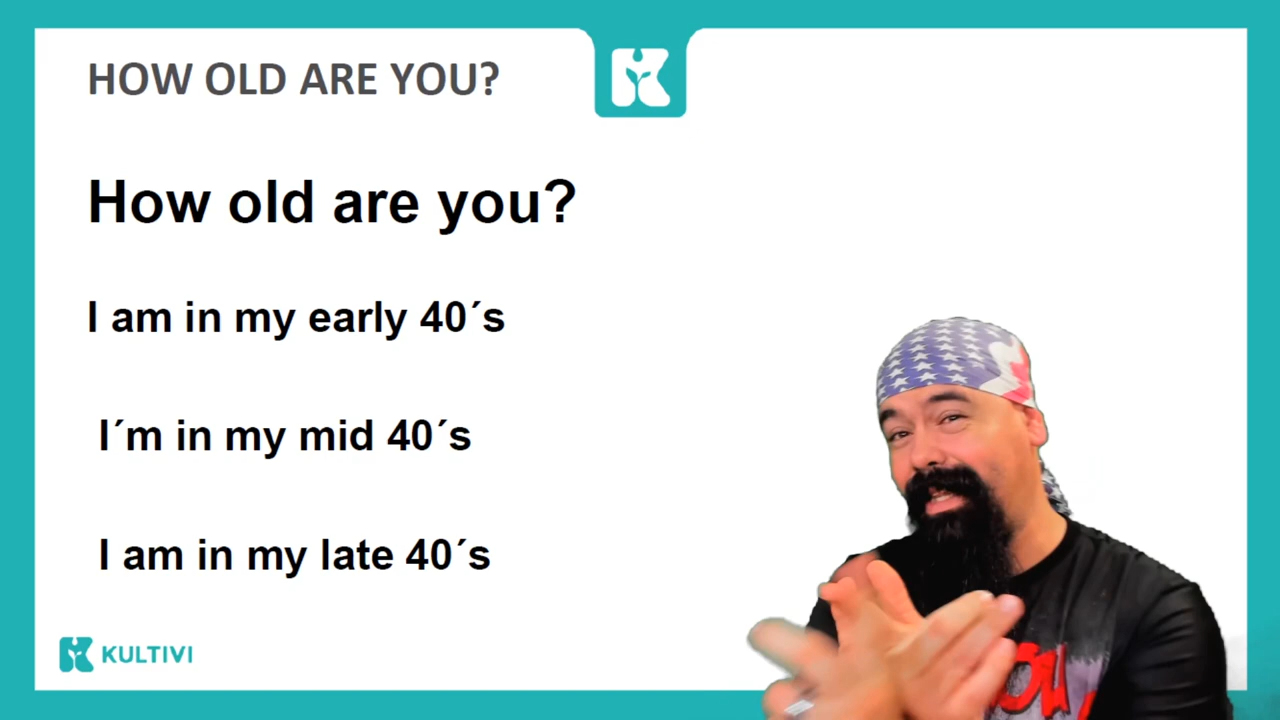 HOW OLD ARE YOU?
How old are you?
I am in my early 40´s
I´m in my mid 40´s
I am in my late 40´s
KULTIVI